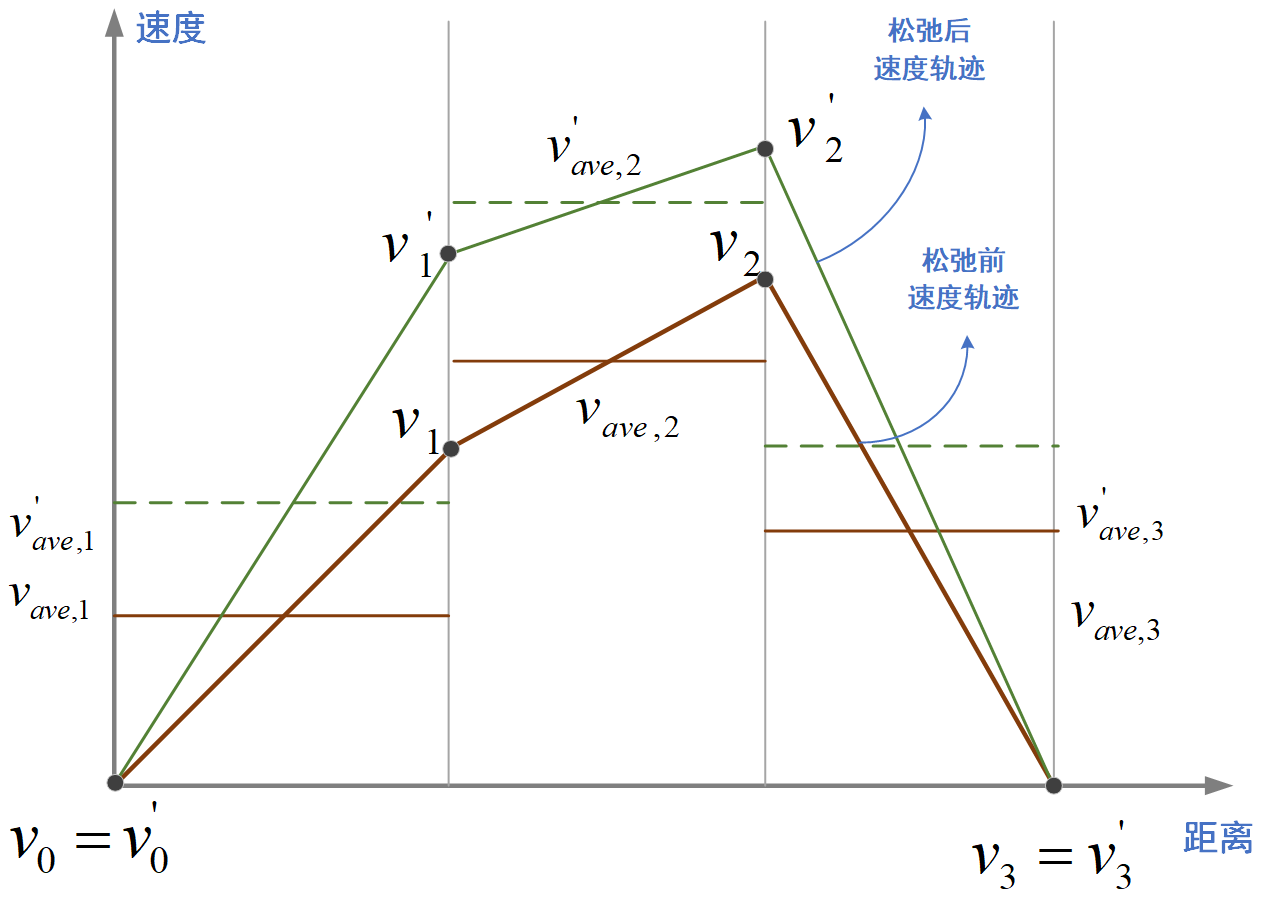 速度
松弛后
速度轨迹
v'ave,2
v'2
v'1
v2
松弛前
速度轨迹
v1
vave,2
v'ave,1
v'ave,3
vave,1
vave,3
v0 = v'0
距离
v3 = v'3